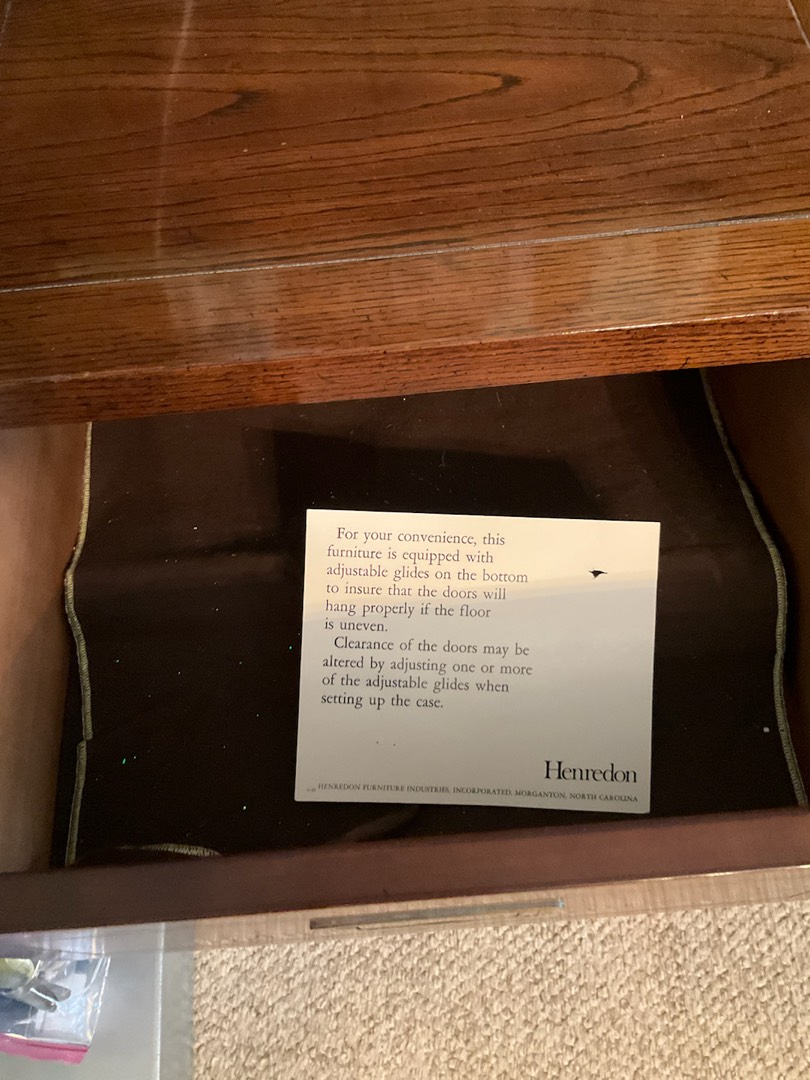 For your convenience, this
furniture is equipped with
adjustable glides on the bottom
to insure that the doors will
hang properly if the floor
is uneven.
Clearance of the doors may be
altered by adjusting one or more
of the adjustable glides when
setting up the case.
Henredon
HENREDON FURNITURE INDUSTRIES, INCORPORATED, MORGANTON, NORTH CAROLINA